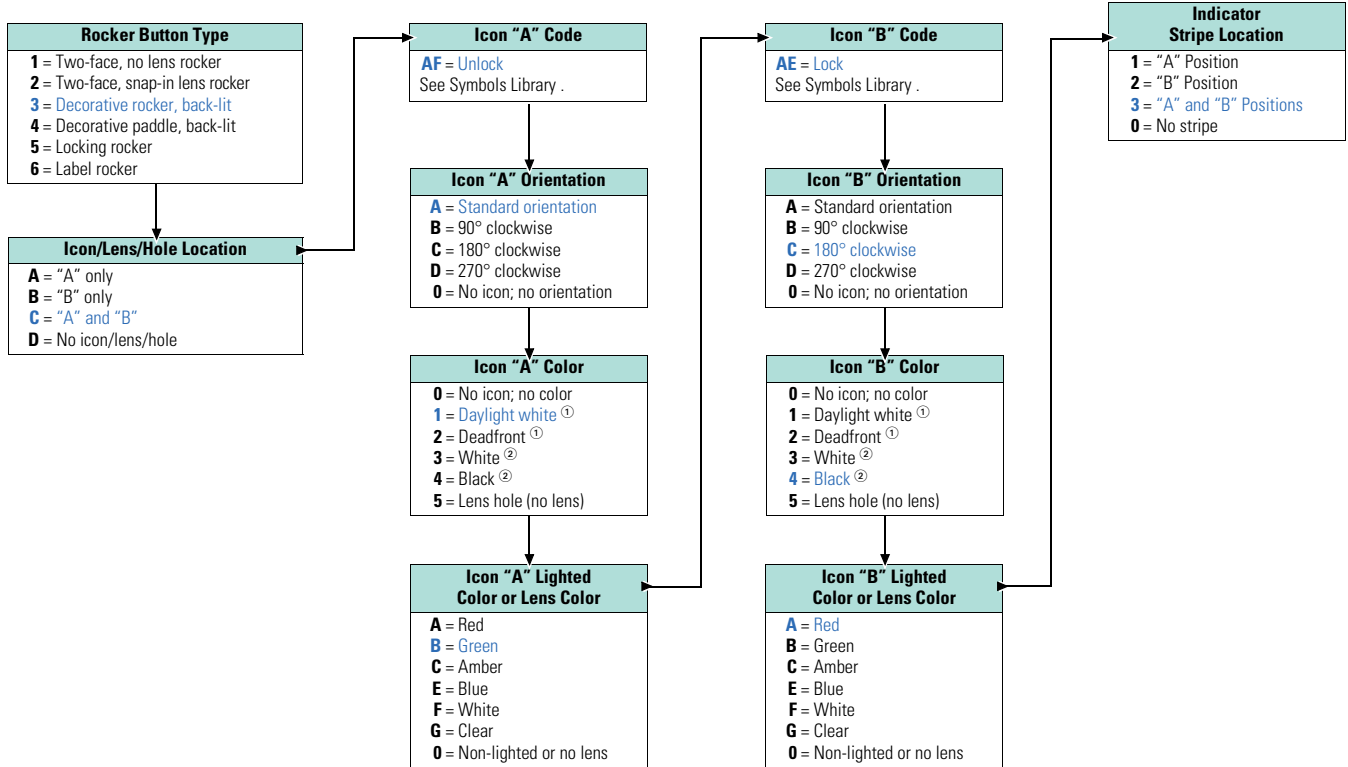 Rocker Button Type
1 = Two-face, no lens rocker
2 = Two-face, snap-in lens rocker
3 = Decorative rocker, back-lit
4 = Decorative paddle, back-lit
5 = Locking rocker
6 = Label rocker
Icon/Lens/Hole Location
A = “A” only
B = “B” only
C = “A” and “B”
D = No icon/lens/hole
Icon “A” Code
AF = Unlock
See Symbols Library .
Icon “A” Orientation
A = Standard orientation
B = 90° clockwise
C = 180° clockwise
D = 270° clockwise
0 = No icon; no orientation
Icon “A” Color
0 = No icon; no color
1 = Daylight white ①
2 = Deadfront ①
3 = White ②
4 = Black ②
5 = Lens hole (no lens)
Icon “A” Lighted
Color or Lens Color
A = Red
B = Green
C = Amber
E = Blue
F = White
G = Clear
0 = Non-lighted or no lens
Icon “B” Code
AE = Lock
See Symbols Library .
Icon “B” Orientation
A = Standard orientation
B = 90° clockwise
C = 180° clockwise
D = 270° clockwise
0 = No icon; no orientation
Icon “B” Color
0 = No icon; no color
1 = Daylight white ①
2 = Deadfront ①
3 = White ②
4 = Black ②
5 = Lens hole (no lens)
Icon “B” Lighted
Color or Lens Color
A = Red
B = Green
C = Amber
E = Blue
F = White
G = Clear
0 = Non-lighted or no lens
Indicator
Stripe Location
1 = “A” Position
2 = “B” Position
3 = “A” and “B” Positions
0 = No stripe